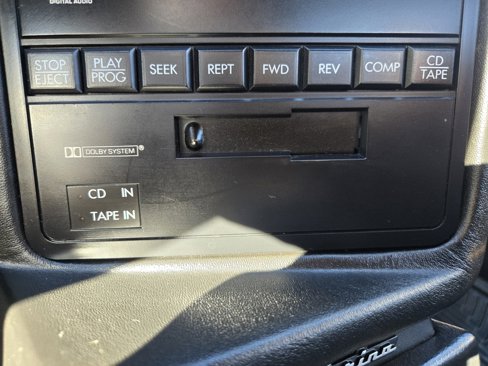 DIGITAL AUDIO
STOP
EJECT
PLAY
PROG
SEEK
REPT
FWD
REV
COMP
CD
TAPE
DOLBY SYSTEM®
CD IN
TAPE IN